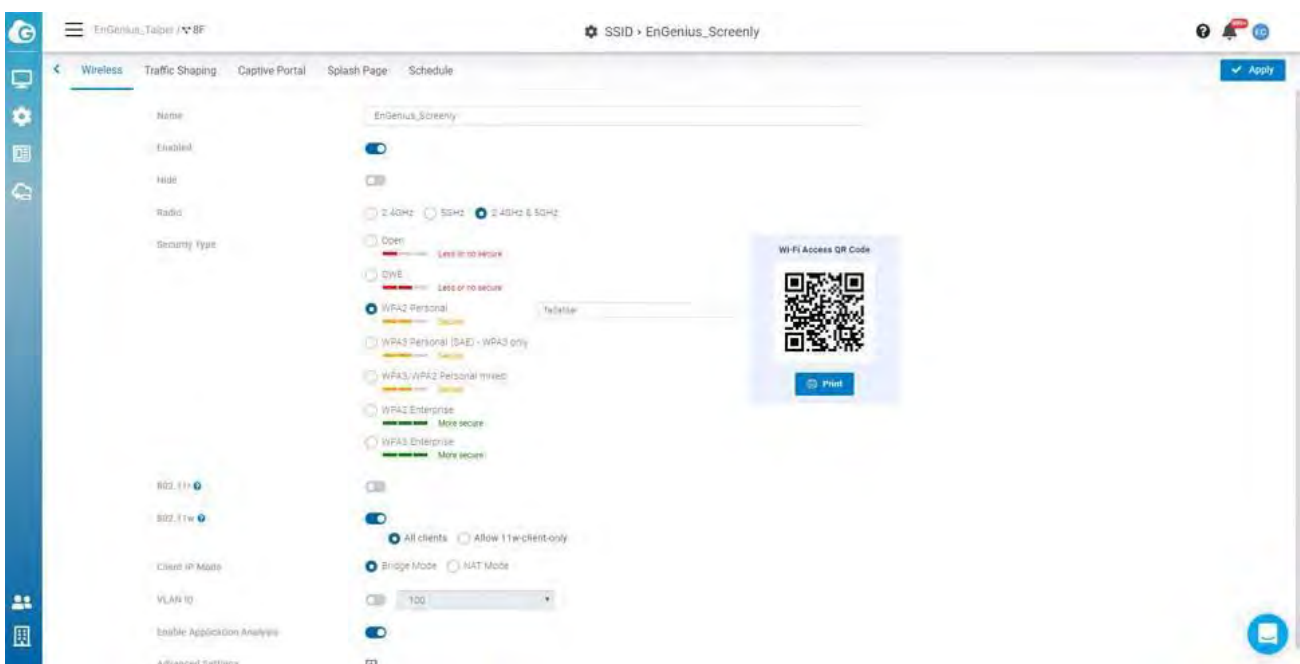 EnGenius_Taipei / 8F
SSID › EnGenius_Screenly
Wireless Traffic Shaping Captive Portal Splash Page Schedule
Apply
Name EnGenius_Screenly
Enabled
Hide
Radio 2.4GHz 5GHz 2.4GHz & 5GHz
Security Type Open
Less or no secure
Wi-Fi Access QR Code
OWE
Less or no secure
WPA2 Personal
Secure
WPA3 Personal (SAE) - WPA3 only
Secure
WPA3/WPA2 Personal mixed
Secure
Print
WPA2 Enterprise
More secure
WPA3 Enterprise
More secure
802.11r
802.11w
All clients Allow 11w-client-only
Client IP Mode Bridge Mode NAT Mode
VLAN ID 100
Enable Application Analysis
Advanced Settings